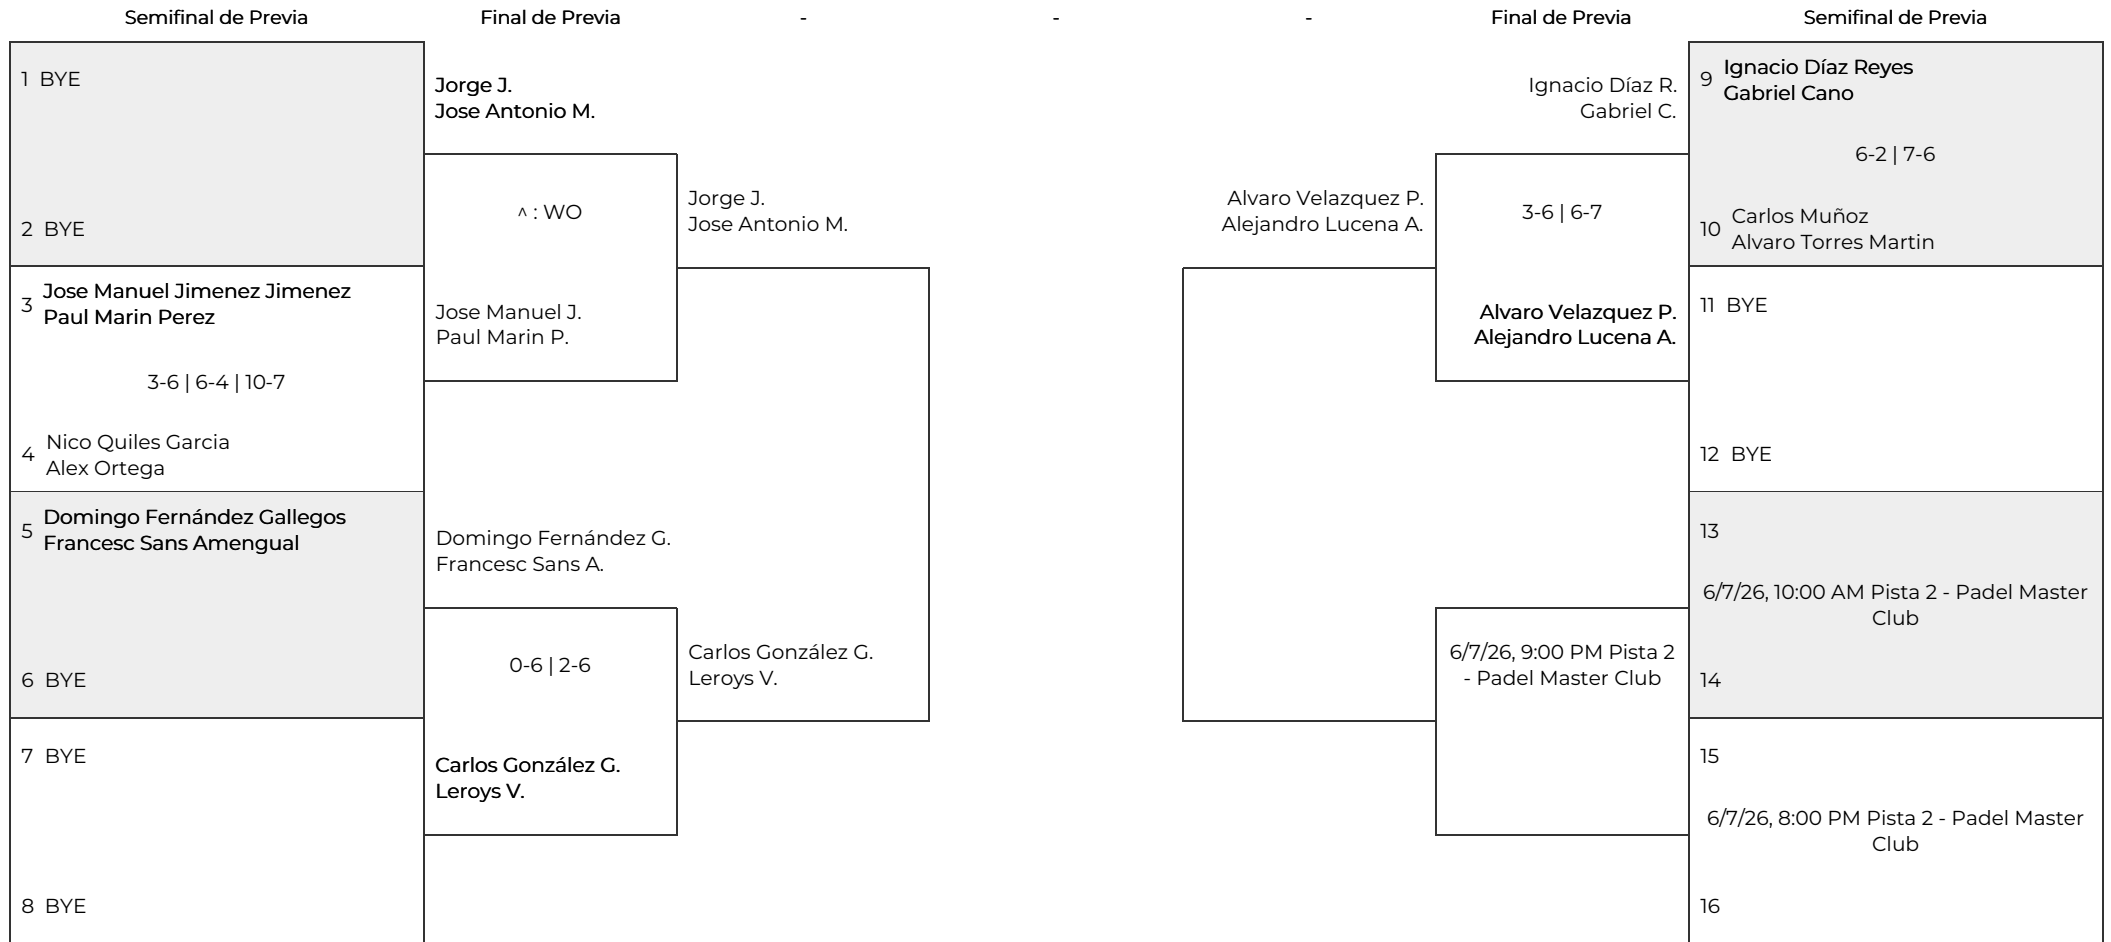 Semifinal de Previa
Final de Previa
-
-
-
Final de Previa
Semifinal de Previa
1 BYE
2 BYE
3 Jose Manuel Jimenez Jimenez
Paul Marin Perez
3-6 | 6-4 | 10-7
4 Nico Quiles Garcia
Alex Ortega
5 Domingo Fernández Gallegos
Francesc Sans Amengual
6 BYE
7 BYE
8 BYE
Jorge J.
Jose Antonio M.
^ : WO
Jose Manuel J.
Paul Marin P.
Domingo Fernández G.
Francesc Sans A.
0-6 | 2-6
Carlos González G.
Leroys V.
Jorge J.
Jose Antonio M.
Carlos González G.
Leroys V.
Alvaro Velazquez P.
Alejandro Lucena A.
Ignacio Díaz R.
Gabriel C.
3-6 | 6-7
Alvaro Velazquez P.
Alejandro Lucena A.
6/7/26, 9:00 PM Pista 2
- Padel Master Club
9 Ignacio Díaz Reyes
Gabriel Cano
6-2 | 7-6
10 Carlos Muñoz
Alvaro Torres Martin
11 BYE
12 BYE
13
6/7/26, 10:00 AM Pista 2 - Padel Master
Club
14
15
6/7/26, 8:00 PM Pista 2 - Padel Master
Club
16